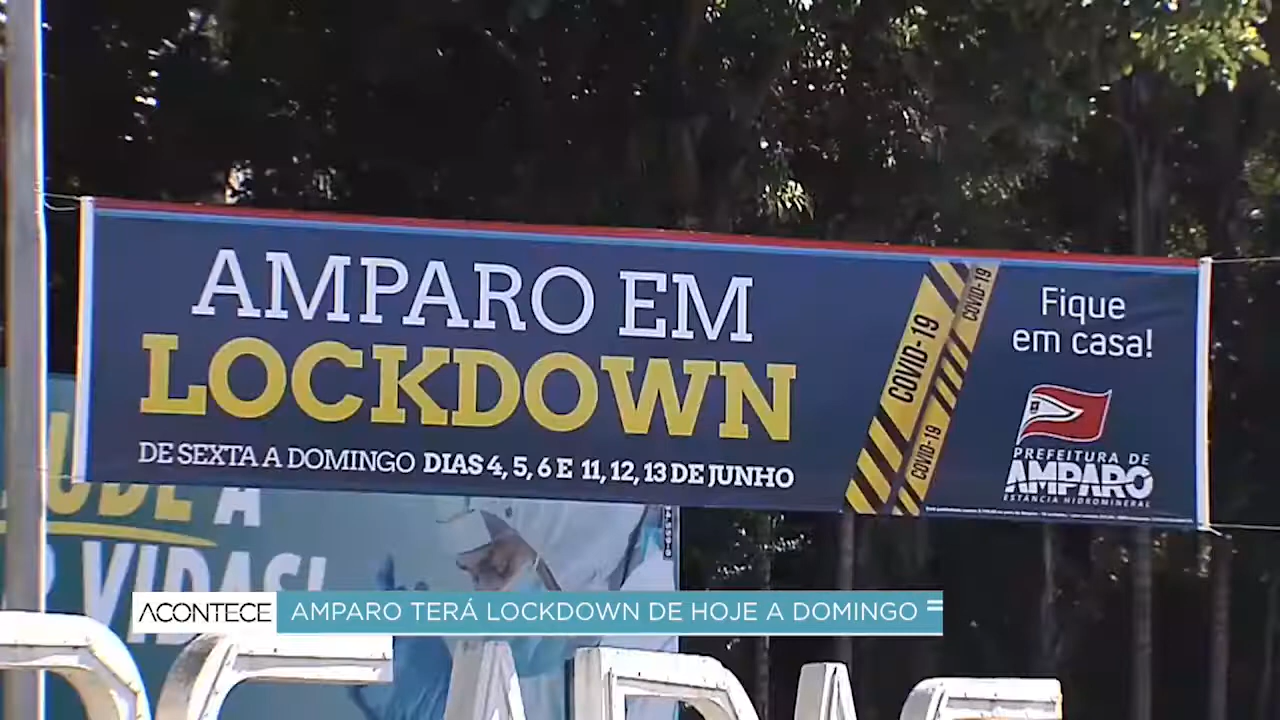 AMPARO EM
LOCKDOWN
DE SEXTA A DOMINGO DIAS 4, 5, 6 E 11, 12, 13 DE JUNHO
COVID-19
COVID-19
COVID-19
Fique
em casa!
PREFEITURA DE
AMPARO
ESTÂNCIA HIDROMINERAL
A
VIDAS!
ACONTECE
AMPARO TERÁ LOCKDOWN DE HOJE A DOMINGO